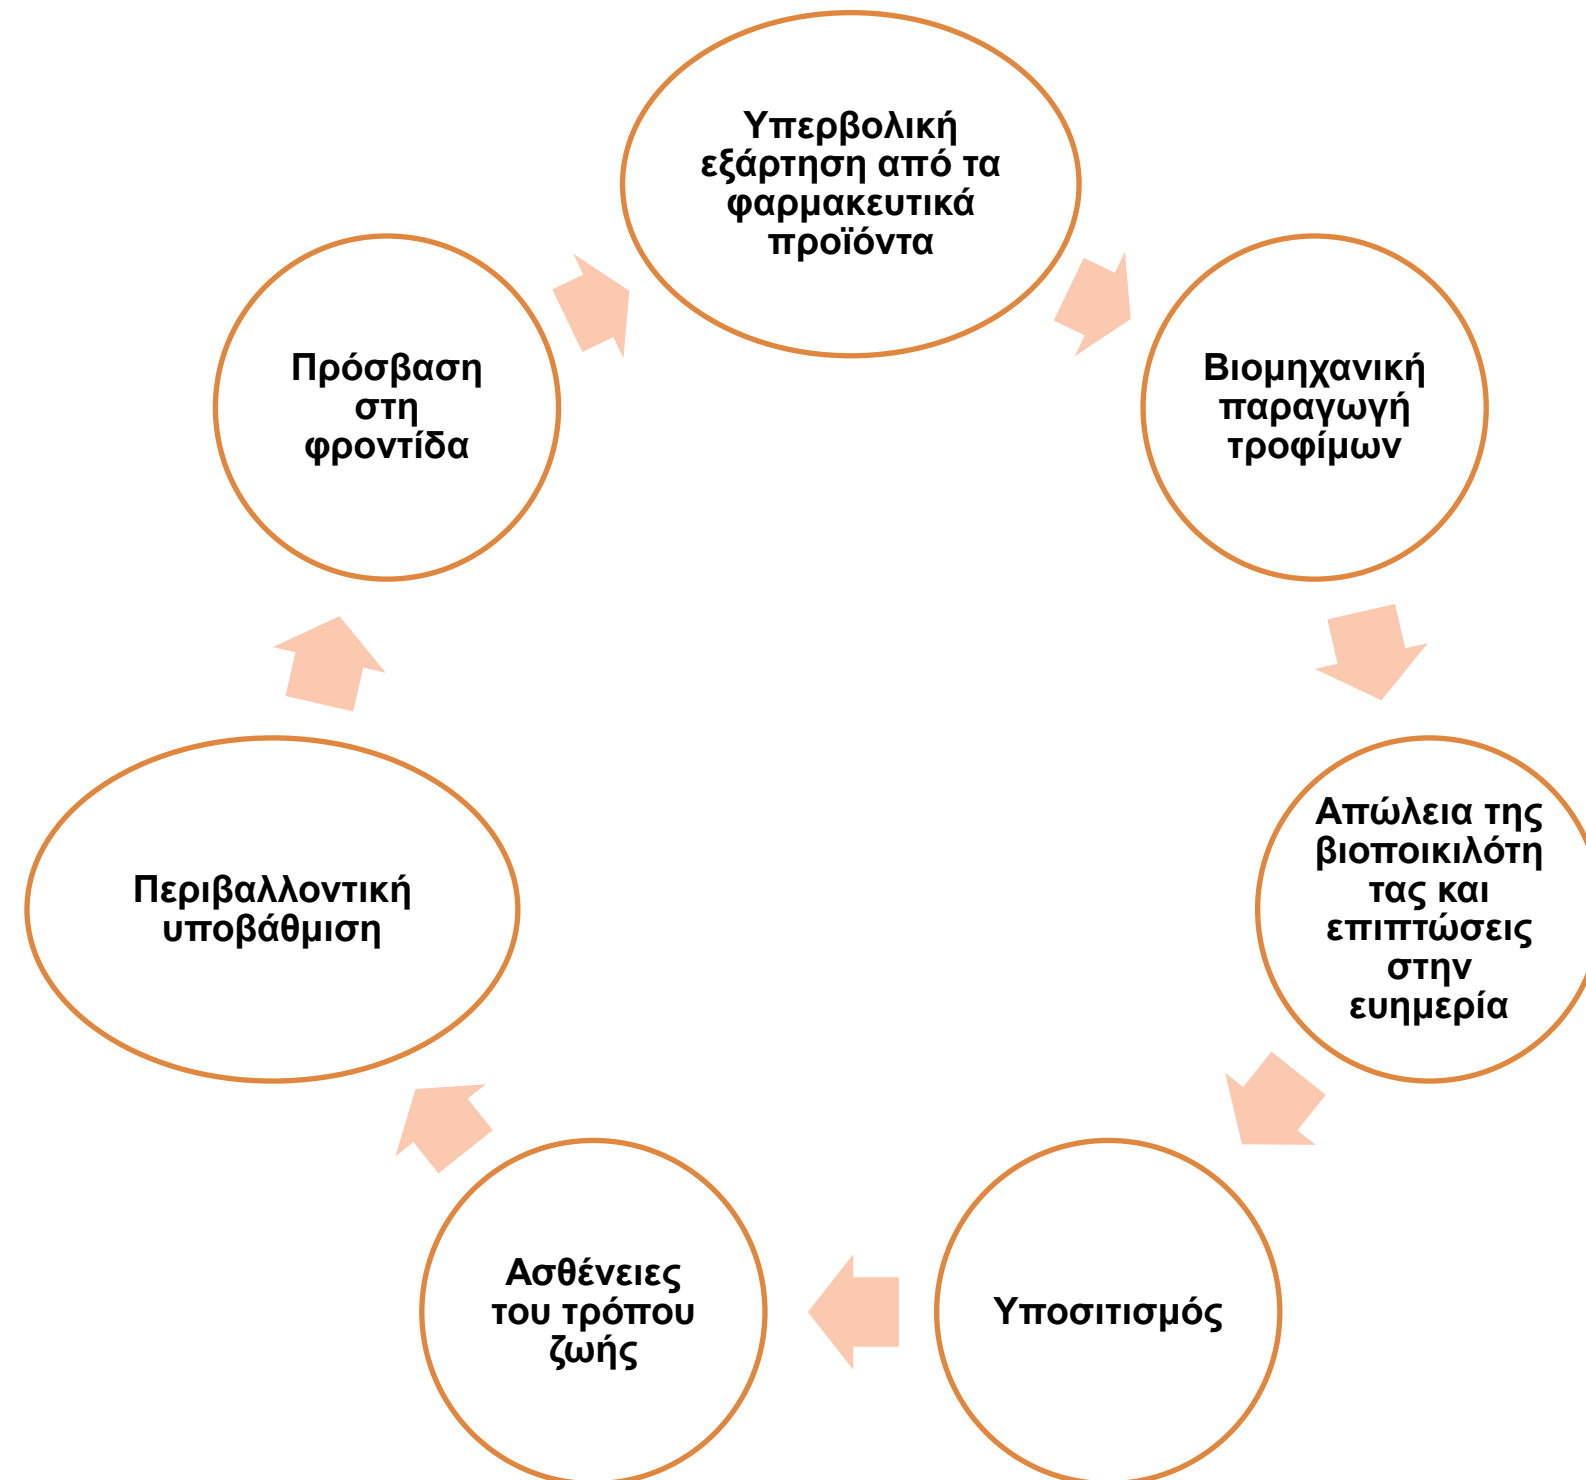 Υπερβολική
εξάρτηση από τα
φαρμακευτικά
προϊόντα
Βιομηχανική
παραγωγή
τροφίμων
Απώλεια της
βιοποικιλότη
τας και
επιπτώσεις
στην
ευημερία
Υποσιτισμός
Ασθένειες
του τρόπου
ζωής
Περιβαλλοντική
υποβάθμιση
Πρόσβαση
στη
φροντίδα